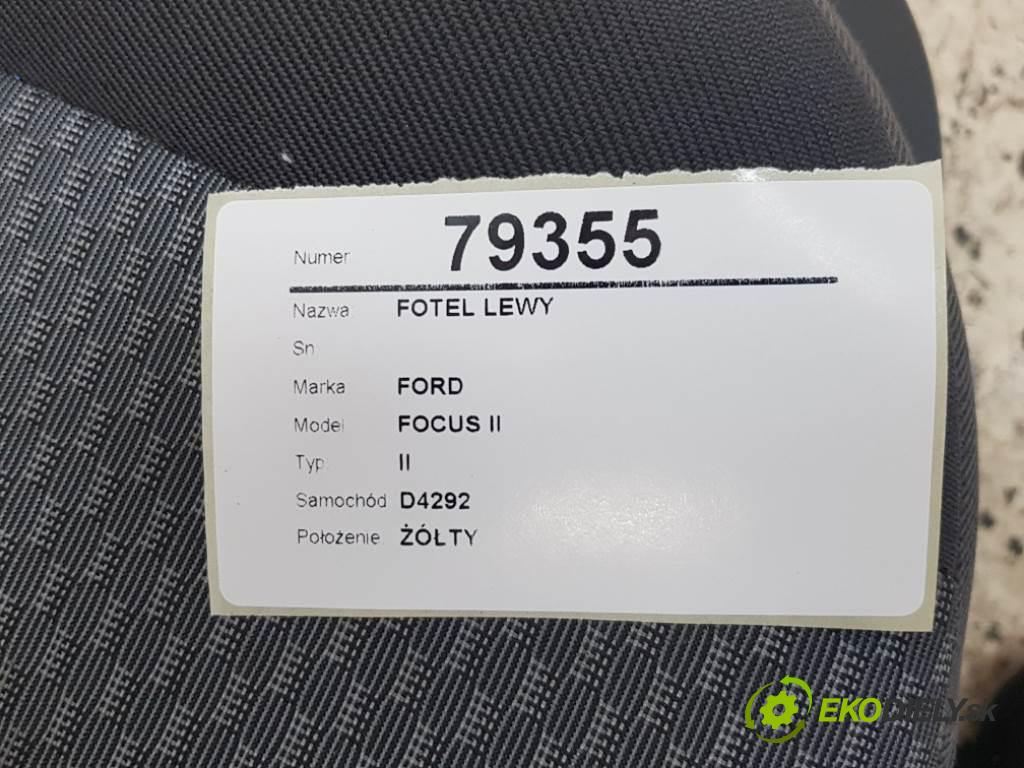 Numer 79355
Nazwa: FOTEL LEWY
Sn
Marka FORD
Model FOCUS II
Typ: II
Samochód D4292
Położenie: ŻÓŁTY
EKODIELY.sk